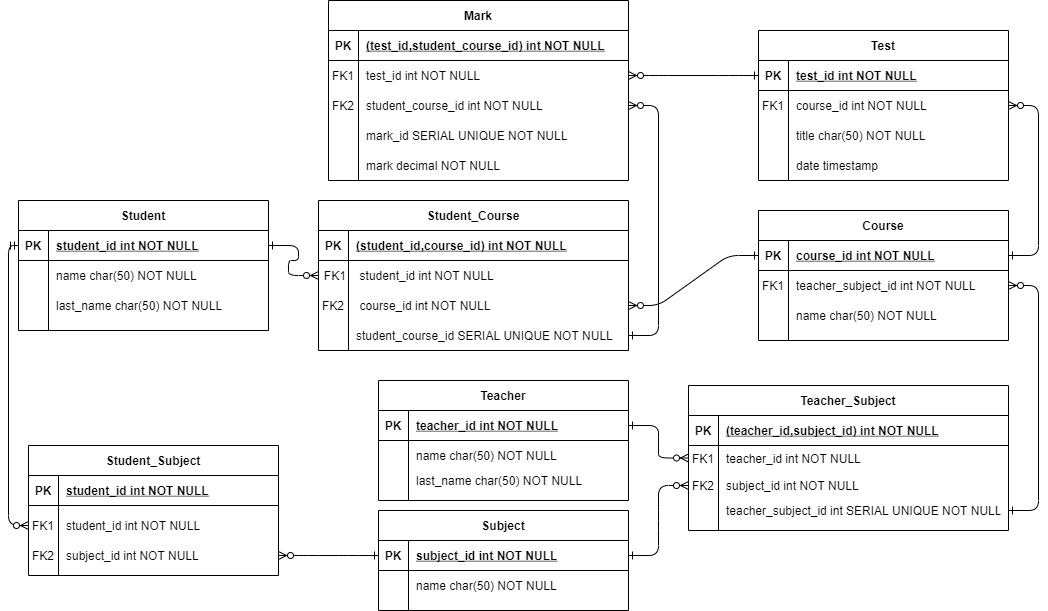 Mark
PK (test_id,student_course_id) int NOT NULL
FK1 test_id int NOT NULL
FK2 student_course_id int NOT NULL
mark_id SERIAL UNIQUE NOT NULL
mark decimal NOT NULL
Test
PK test_id int NOT NULL
FK1 course_id int NOT NULL
title char(50) NOT NULL
date timestamp
Student
PK student_id int NOT NULL
name char(50) NOT NULL
last_name char(50) NOT NULL
Student_Course
PK (student_id,course_id) int NOT NULL
FK1 student_id int NOT NULL
FK2 course_id int NOT NULL
student_course_id SERIAL UNIQUE NOT NULL
Course
PK course_id int NOT NULL
FK1 teacher_subject_id int NOT NULL
name char(50) NOT NULL
Teacher
PK teacher_id int NOT NULL
name char(50) NOT NULL
last_name char(50) NOT NULL
Teacher_Subject
PK (teacher_id,subject_id) int NOT NULL
FK1 teacher_id int NOT NULL
FK2 subject_id int NOT NULL
teacher_subject_id int SERIAL UNIQUE NOT NULL
Student_Subject
PK student_id int NOT NULL
FK1 student_id int NOT NULL
FK2 subject_id int NOT NULL
Subject
PK subject_id int NOT NULL
name char(50) NOT NULL